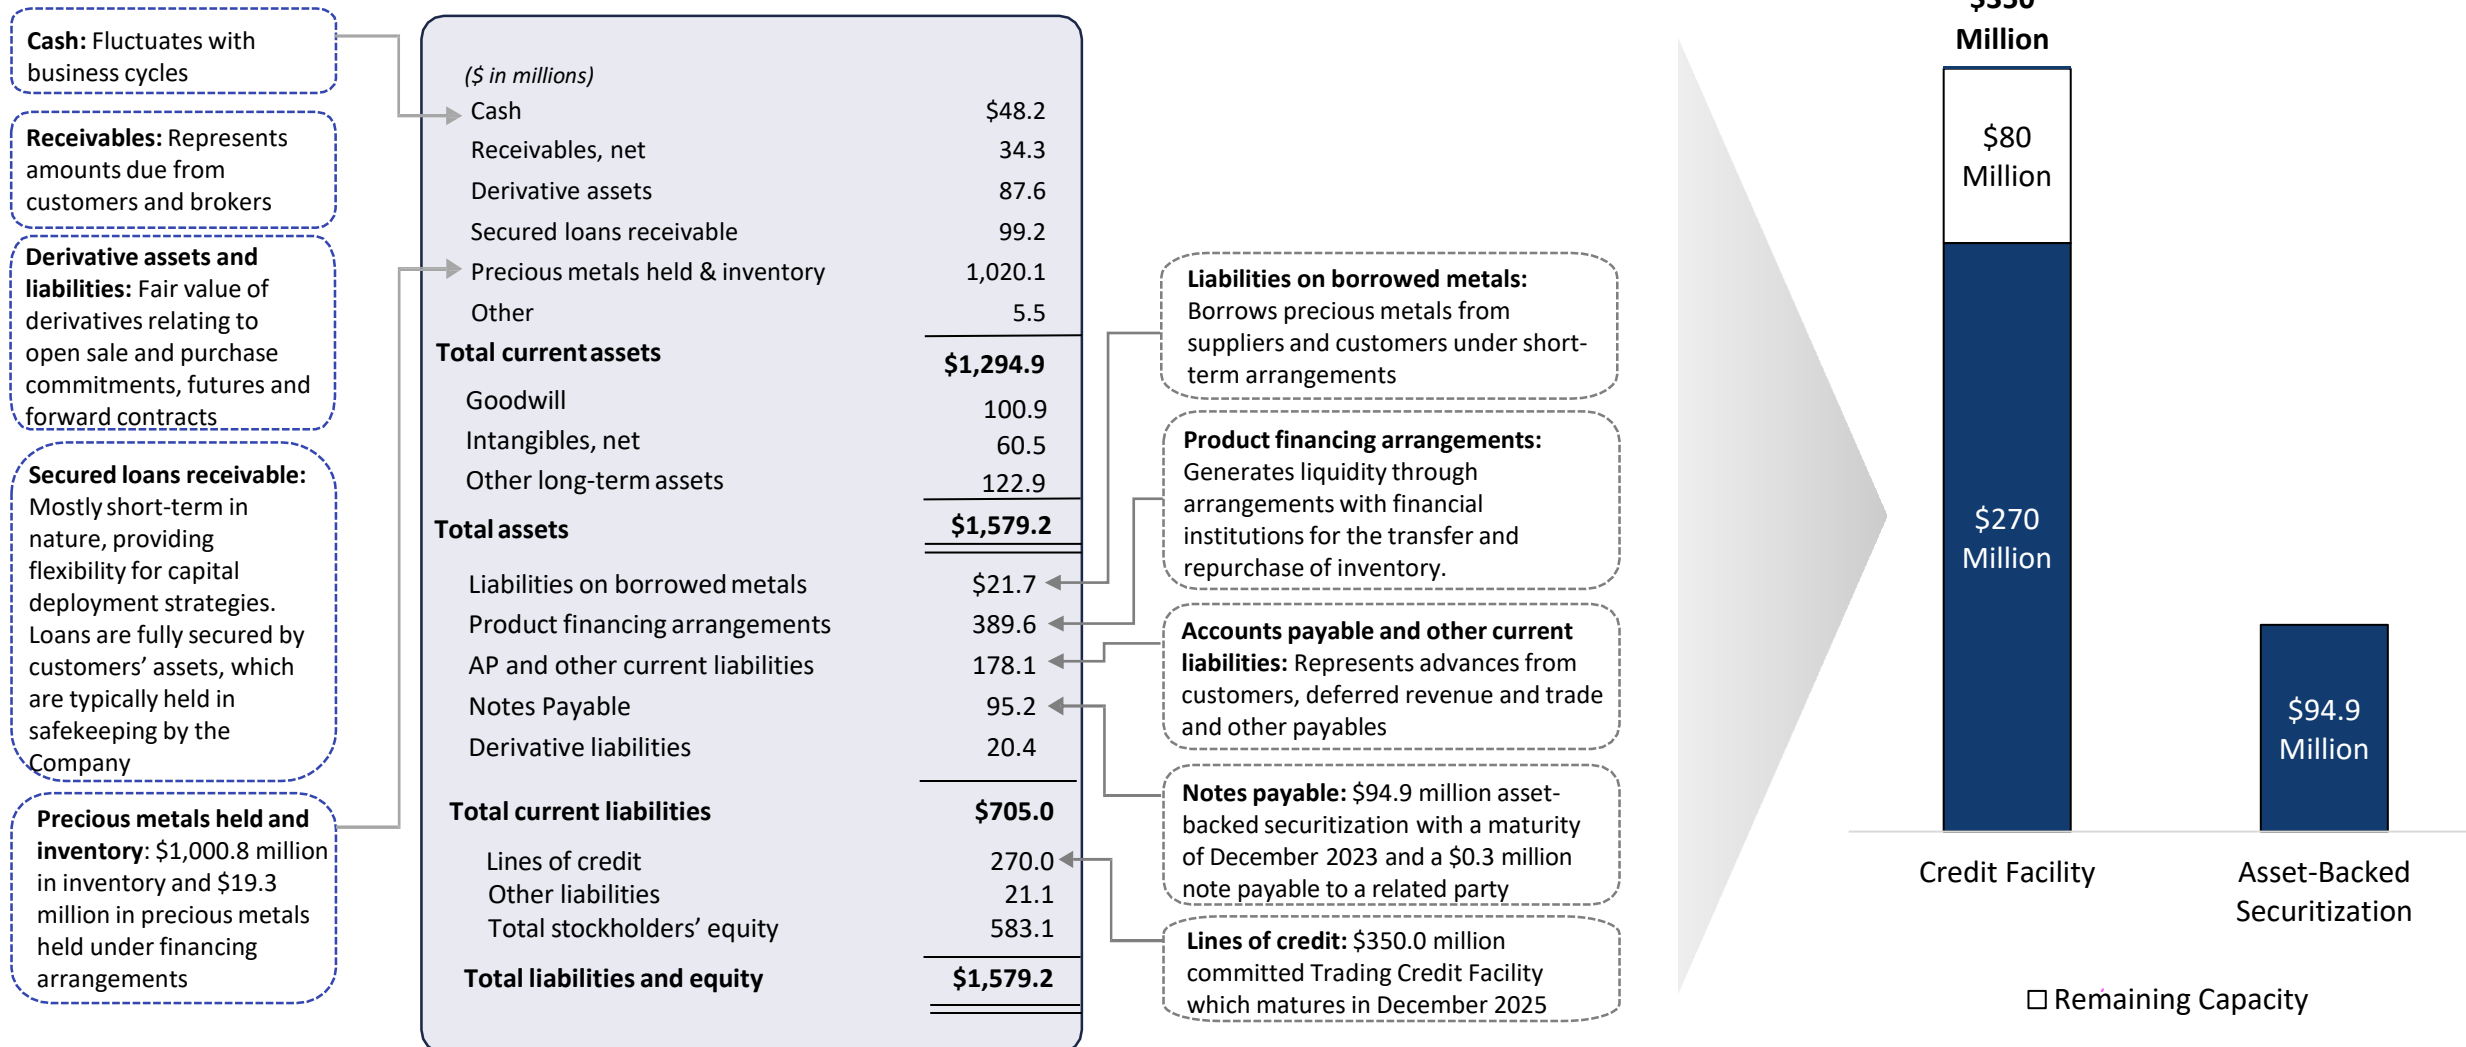 Cash: Fluctuates with
business cycles
Receivables: Represents
amounts due from
customers and brokers
Derivative assets and
liabilities: Fair value of
derivatives relating to
open sale and purchase
commitments, futures and
forward contracts
Secured loans receivable:
Mostly short-term in
nature, providing
flexibility for capital
deployment strategies.
Loans are fully secured by
customers’ assets, which
are typically held in
safekeeping by the
Company
Precious metals held and
inventory: $1,000.8 million
in inventory and $19.3
million in precious metals
held under financing
arrangements
($ in millions)
Cash $48.2
Receivables, net 34.3
Derivative assets 87.6
Secured loans receivable 99.2
Precious metals held & inventory 1,020.1
Other 5.5
Total current assets $1,294.9
Goodwill 100.9
Intangibles, net 60.5
Other long-term assets 122.9
Total assets $1,579.2
Liabilities on borrowed metals $21.7
Product financing arrangements 389.6
AP and other current liabilities 178.1
Notes Payable 95.2
Derivative liabilities 20.4
Total current liabilities $705.0
Lines of credit 270.0
Other liabilities 21.1
Total stockholders’ equity 583.1
Total liabilities and equity $1,579.2
Liabilities on borrowed metals:
Borrows precious metals from
suppliers and customers under short-
term arrangements
Product financing arrangements:
Generates liquidity through
arrangements with financial
institutions for the transfer and
repurchase of inventory.
Accounts payable and other current
liabilities: Represents advances from
customers, deferred revenue and trade
and other payables
Notes payable: $94.9 million asset-
backed securitization with a maturity
of December 2023 and a $0.3 million
note payable to a related party
Lines of credit: $350.0 million
committed Trading Credit Facility
which matures in December 2025
$350
Million
$80
Million
$270
Million
$94.9
Million
Credit Facility
Asset-Backed
Securitization
Remaining Capacity